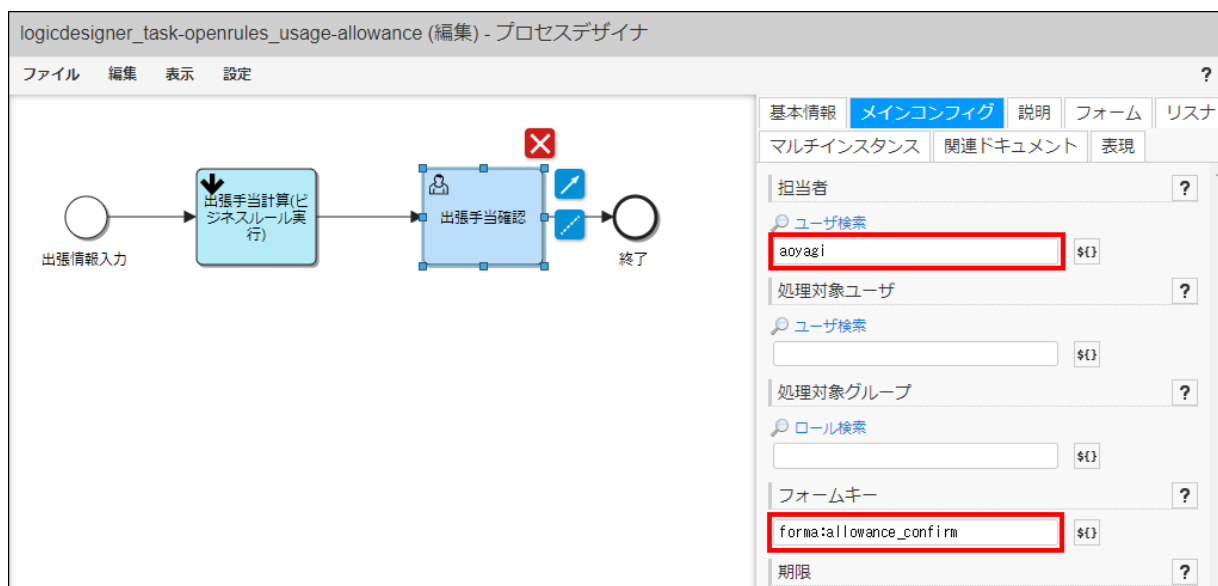 logicdesigner_task-openrules_usage-allowance (編集) - プロセスデザイナ
ファイル 編集 表示 設定 ?
基本情報 メインコンフィグ 説明 フォーム リスナ
マルチインスタンス 関連ドキュメント 表現
出張情報入力
出張手当計算(ビ
ジネスルール実
行)
出張手当確認
終了
担当者 ?
ユーザ検索
aoyagi ${}
処理対象ユーザ ?
ユーザ検索
${}
処理対象グループ ?
ロール検索
${}
フォームキー ?
forma:allowance_confirm ${}
期限 ?